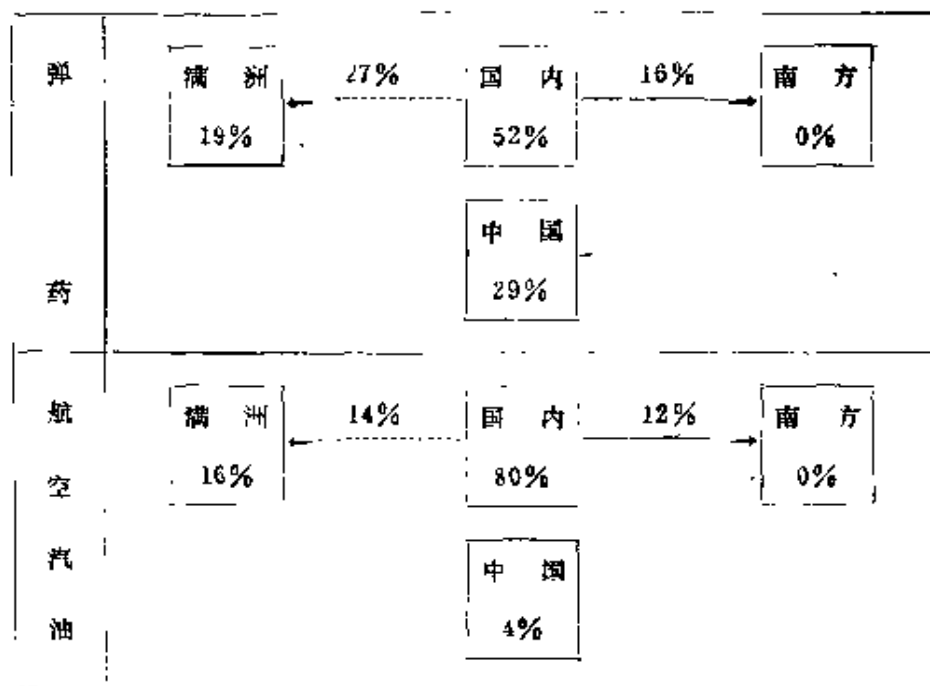 弹药
满洲 27% 国内 16% 南方
19% 52% 0%
中国
29%
航空汽油
满洲 14% 国内 12% 南方
16% 80% 0%
中国
4%